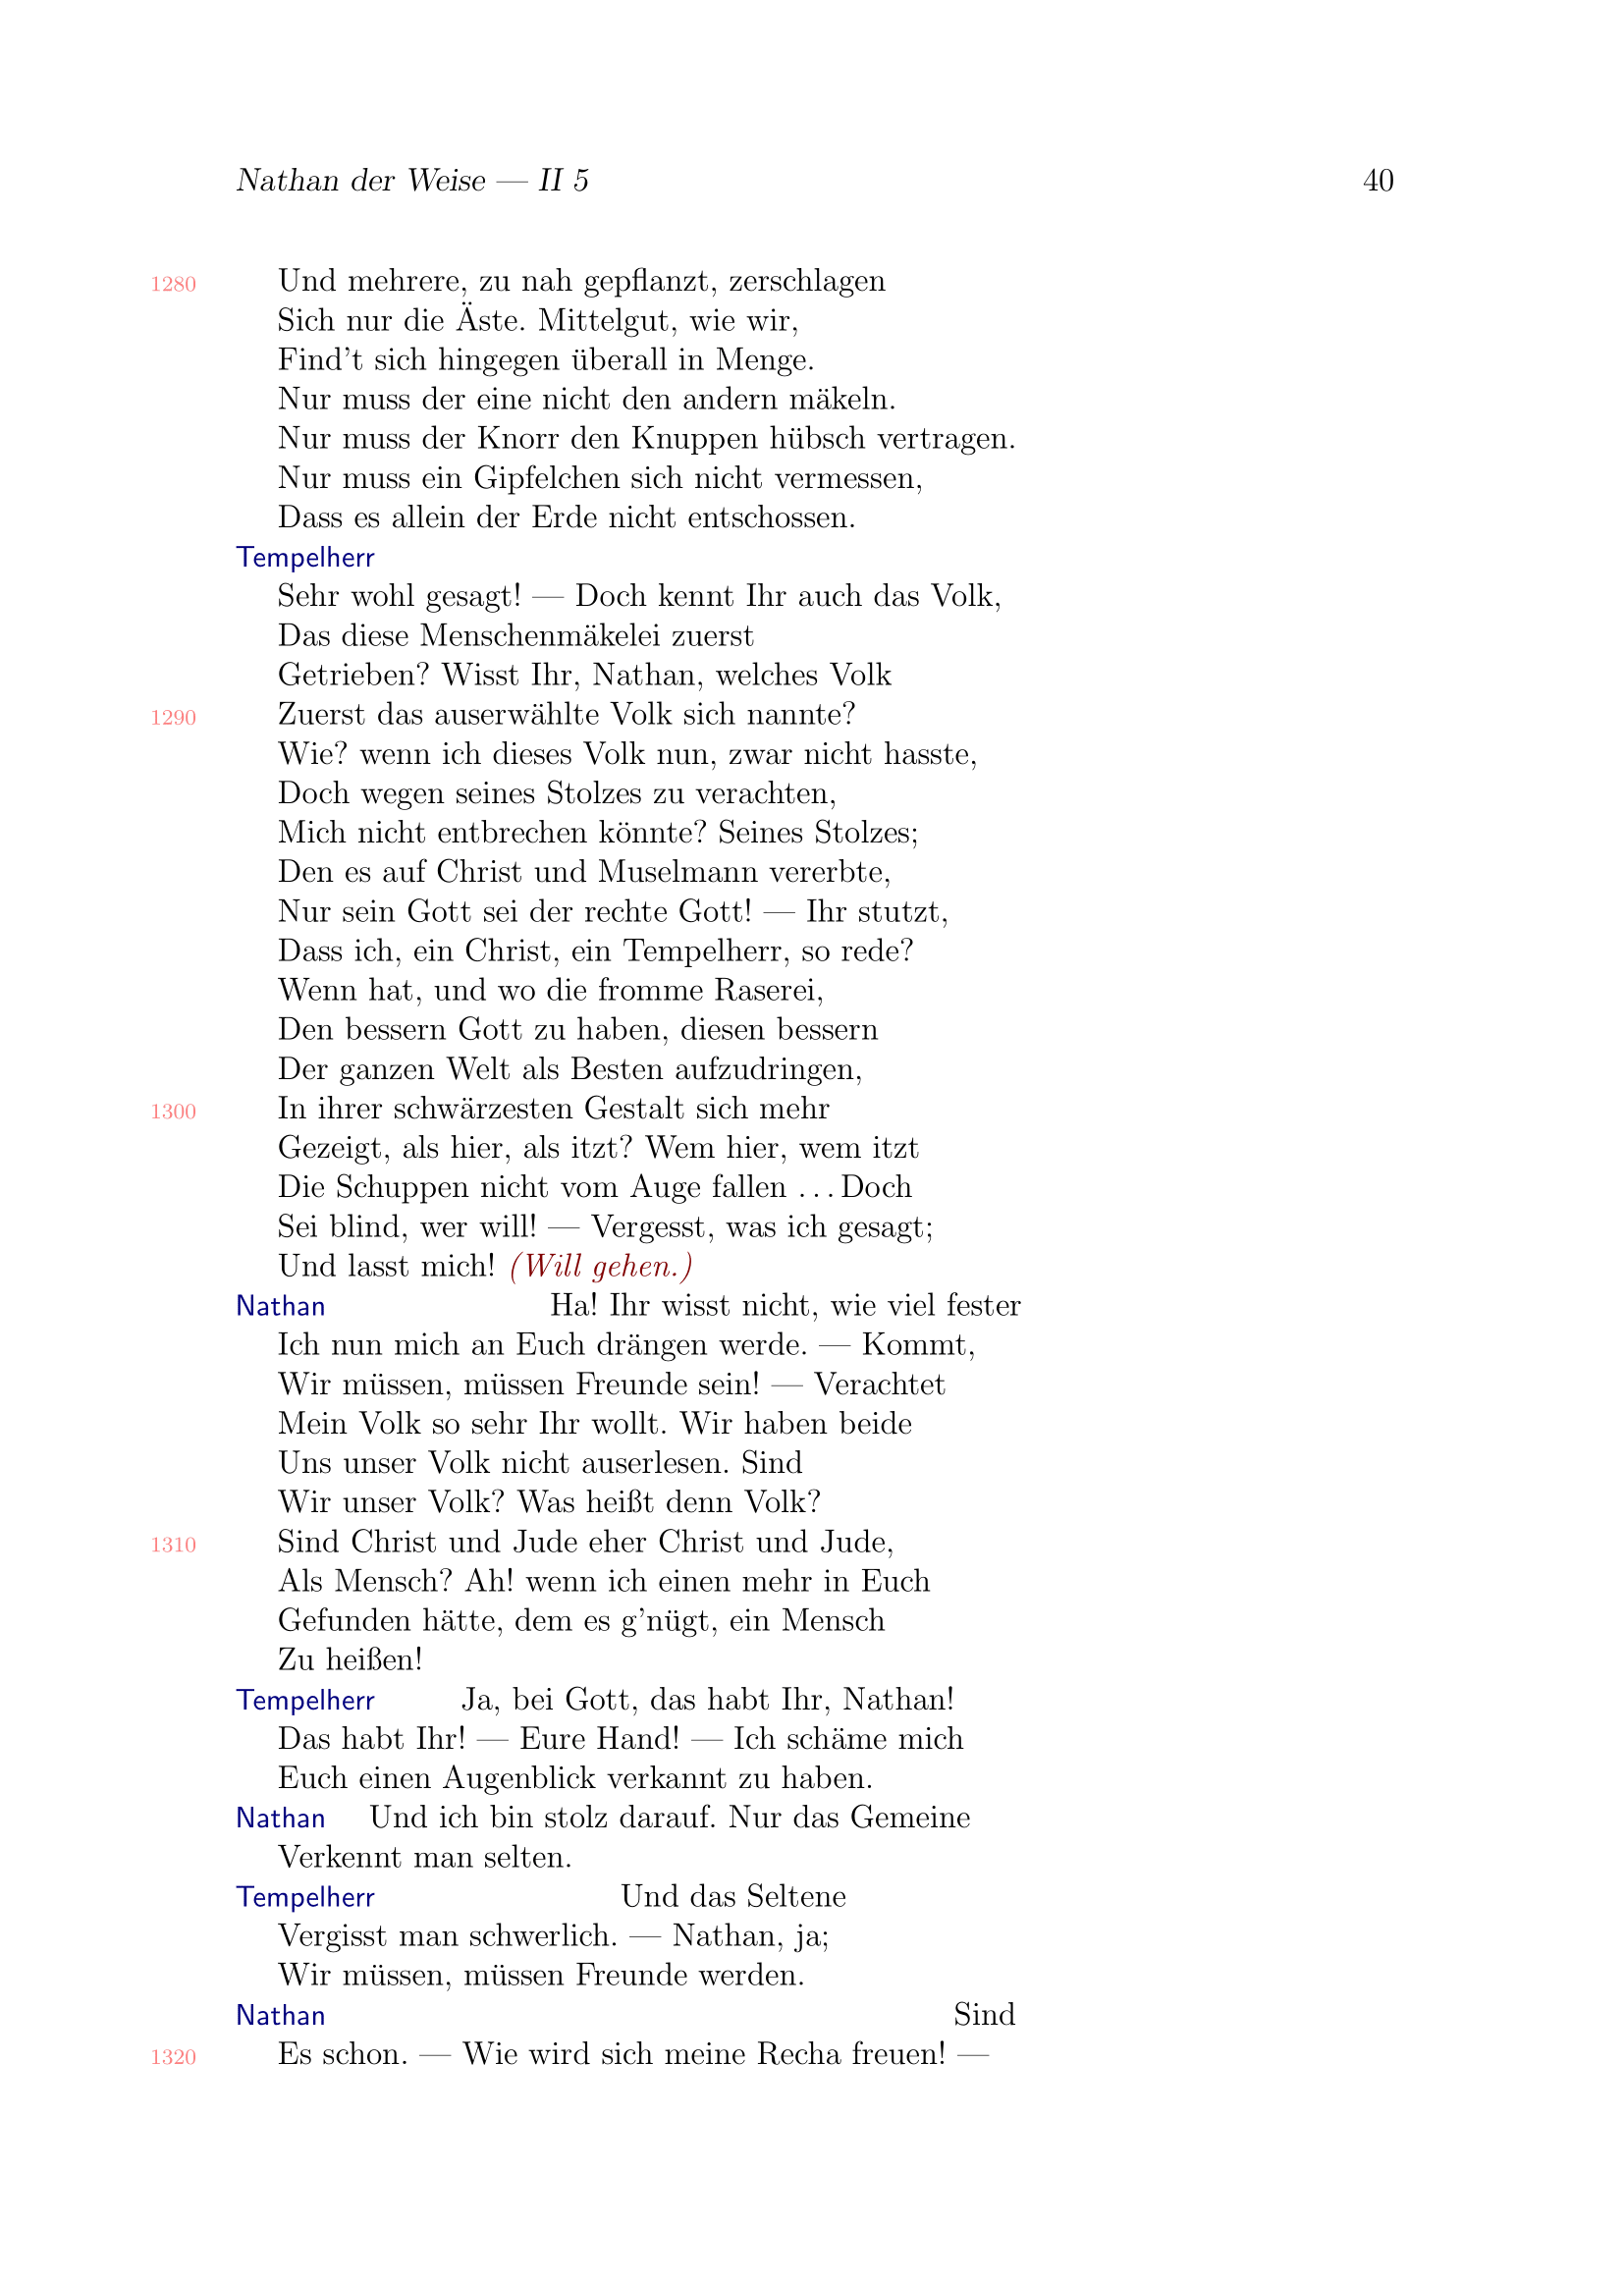 Nathan der Weise — II 5 40
1280 Und mehrere, zu nah gepflanzt, zerschlagen
Sich nur die Äste. Mittelgut, wie wir,
Find't sich hingegen überall in Menge.
Nur muss der eine nicht den andern mäkeln.
Nur muss der Knorr den Knuppen hübsch vertragen.
Nur muss ein Gipfelchen sich nicht vermessen,
Dass es allein der Erde nicht entschossen.
Tempelherr
Sehr wohl gesagt! — Doch kennt Ihr auch das Volk,
Das diese Menschenmäkelei zuerst
Getrieben? Wisst Ihr, Nathan, welches Volk
1290 Zuerst das auserwählte Volk sich nannte?
Wie? wenn ich dieses Volk nun, zwar nicht hasste,
Doch wegen seines Stolzes zu verachten,
Mich nicht entbrechen könnte? Seines Stolzes;
Den es auf Christ und Muselmann vererbte,
Nur sein Gott sei der rechte Gott! — Ihr stutzt,
Dass ich, ein Christ, ein Tempelherr, so rede?
Wenn hat, und wo die fromme Raserei,
Den bessern Gott zu haben, diesen bessern
Der ganzen Welt als Besten aufzudringen,
1300 In ihrer schwärzesten Gestalt sich mehr
Gezeigt, als hier, als itzt? Wem hier, wem itzt
Die Schuppen nicht vom Auge fallen ... Doch
Sei blind, wer will! — Vergesst, was ich gesagt;
Und lasst mich! (Will gehen.)
Nathan Ha! Ihr wisst nicht, wie viel fester
Ich nun mich an Euch drängen werde. — Kommt,
Wir müssen, müssen Freunde sein! — Verachtet
Mein Volk so sehr Ihr wollt. Wir haben beide
Uns unser Volk nicht auserlesen. Sind
Wir unser Volk? Was heißt denn Volk?
1310 Sind Christ und Jude eher Christ und Jude,
Als Mensch? Ah! wenn ich einen mehr in Euch
Gefunden hätte, dem es g'nügt, ein Mensch
Zu heißen!
Tempelherr Ja, bei Gott, das habt Ihr, Nathan!
Das habt Ihr! — Eure Hand! — Ich schäme mich
Euch einen Augenblick verkannt zu haben.
Nathan Und ich bin stolz darauf. Nur das Gemeine
Verkennt man selten.
Tempelherr Und das Seltene
Vergisst man schwerlich. — Nathan, ja;
Wir müssen, müssen Freunde werden.
Nathan Sind
1320 Es schon. — Wie wird sich meine Recha freuen! —